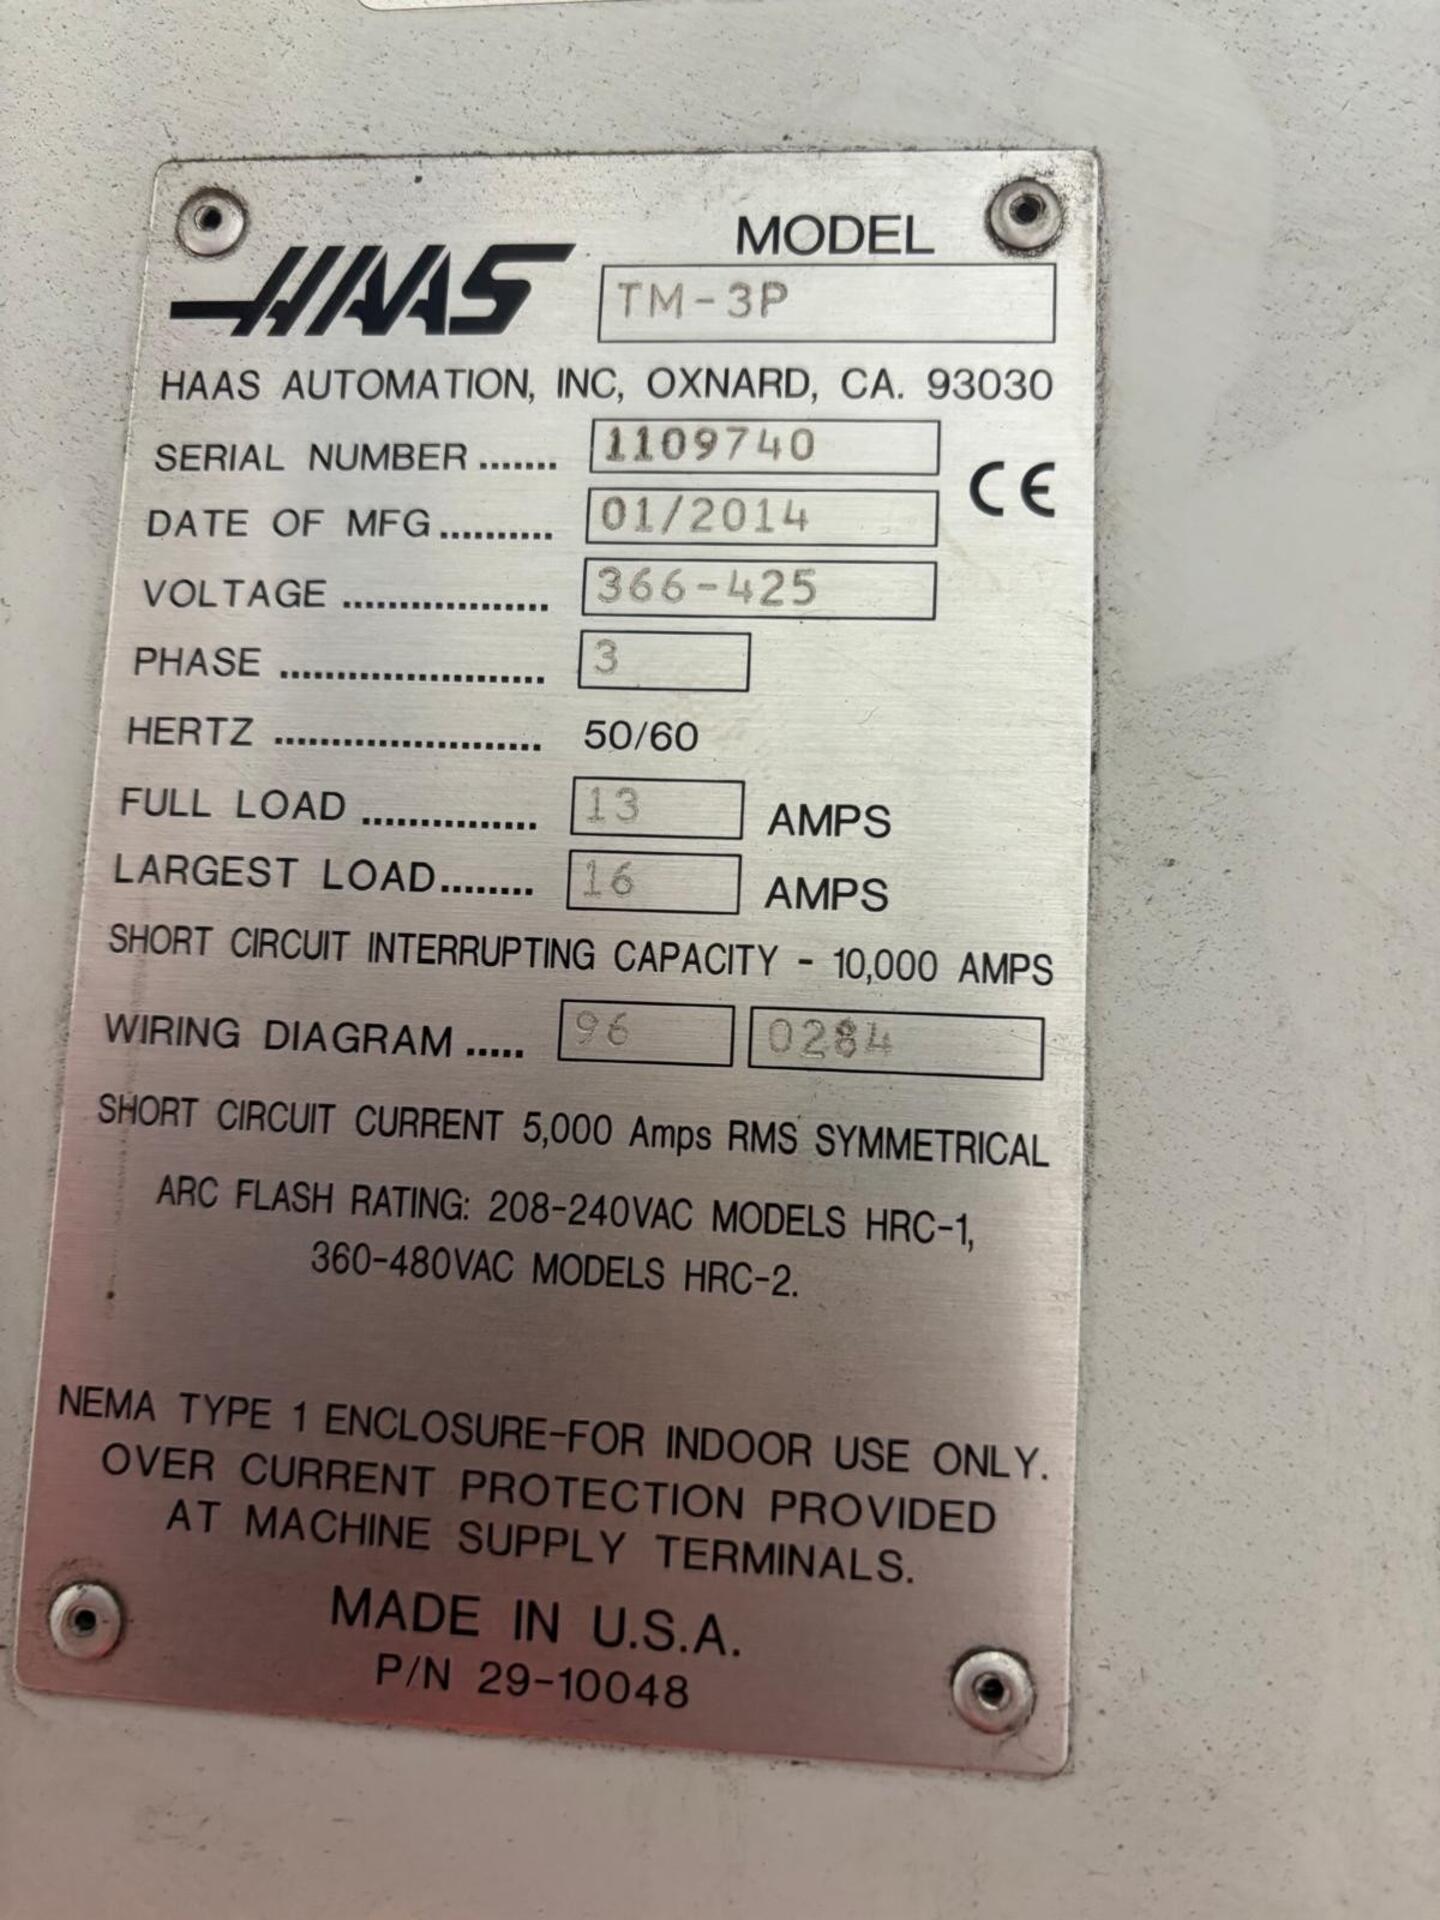 MODEL
HAAS TM-3P
HAAS AUTOMATION, INC, OXNARD, CA. 93030
SERIAL NUMBER ....... 1109740
CE
DATE OF MFG .......... 01/2014
VOLTAGE .................. 366-425
PHASE ....................... 3
HERTZ ....................... 50/60
FULL LOAD ............... 13 AMPS
LARGEST LOAD ........ 16 AMPS
SHORT CIRCUIT INTERRUPTING CAPACITY - 10,000 AMPS
WIRING DIAGRAM ..... 96 0284
SHORT CIRCUIT CURRENT 5,000 Amps RMS SYMMETRICAL
ARC FLASH RATING: 208-240VAC MODELS HRC-1,
360-480VAC MODELS HRC-2.
NEMA TYPE 1 ENCLOSURE-FOR INDOOR USE ONLY.
OVER CURRENT PROTECTION PROVIDED
AT MACHINE SUPPLY TERMINALS.
MADE IN U.S.A.
P/N 29-10048